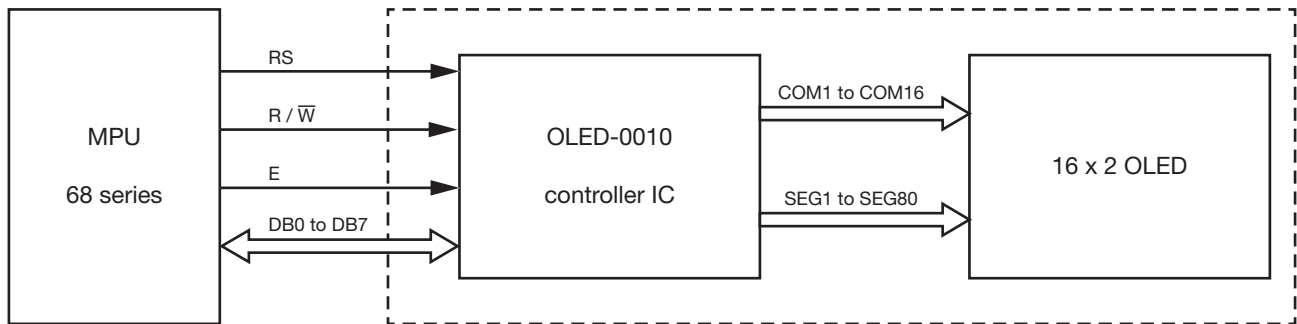 MPU
68 series
RS
R / W̅
E
DB0 to DB7
OLED-0010
controller IC
COM1 to COM16
SEG1 to SEG80
16 x 2 OLED